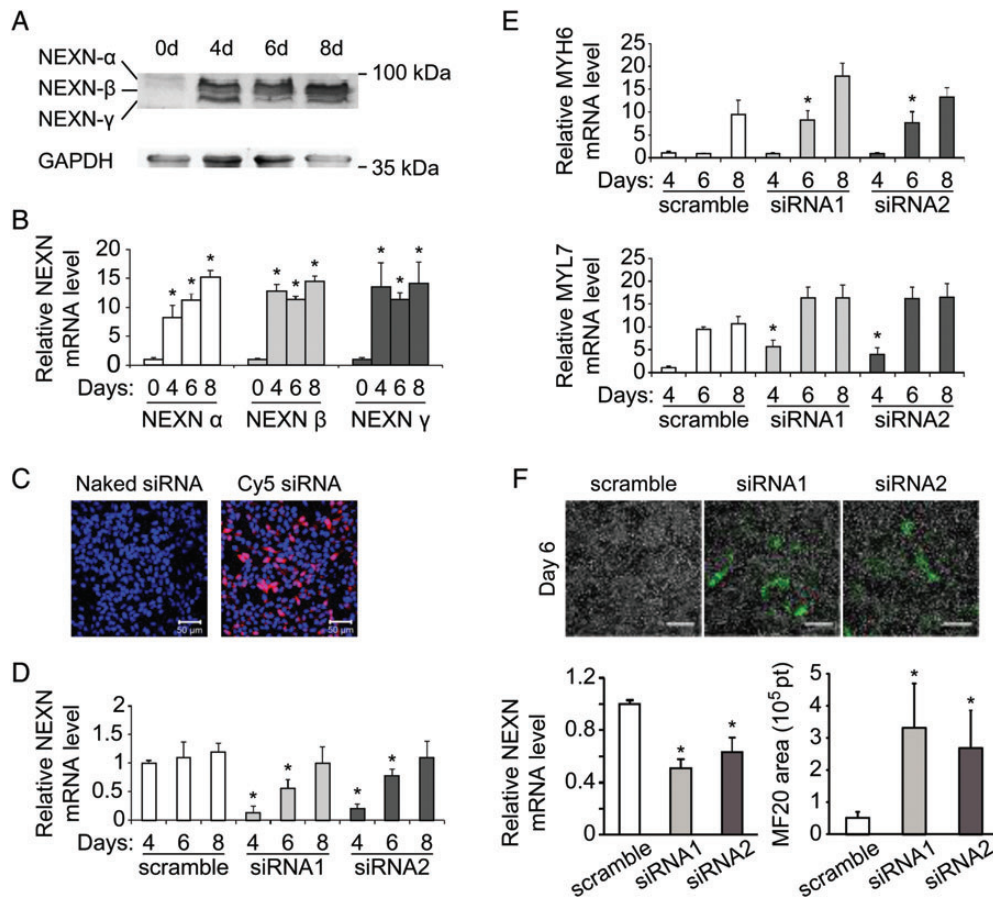 A
0d 4d 6d 8d
NEXN-α
NEXN-β
NEXN-γ
100 kDa
GAPDH
35 kDa
B
Relative NEXN
mRNA level
20
15
10
5
0
* * * * * * * * *
Days: 0 4 6 8 0 4 6 8 0 4 6 8
NEXN α NEXN β NEXN γ
C
Naked siRNA Cy5 siRNA
50 µm 50 µm
D
Relative NEXN
mRNA level
2
1.5
1
0.5
0
* * * *
Days: 4 6 8 4 6 8 4 6 8
scramble siRNA1 siRNA2
E
Relative MYH6
mRNA level
25
20
15
10
5
0
* *
Days: 4 6 8 4 6 8 4 6 8
scramble siRNA1 siRNA2
Relative MYL7
mRNA level
25
20
15
10
5
0
* *
Days: 4 6 8 4 6 8 4 6 8
scramble siRNA1 siRNA2
F
scramble siRNA1 siRNA2
Day 6
Relative NEXN
mRNA level
1.2
1
0.8
0.4
0
* *
scramble siRNA1 siRNA2
MF20 area (10⁵ pt)
5
4
3
2
1
0
* *
scramble siRNA1 siRNA2